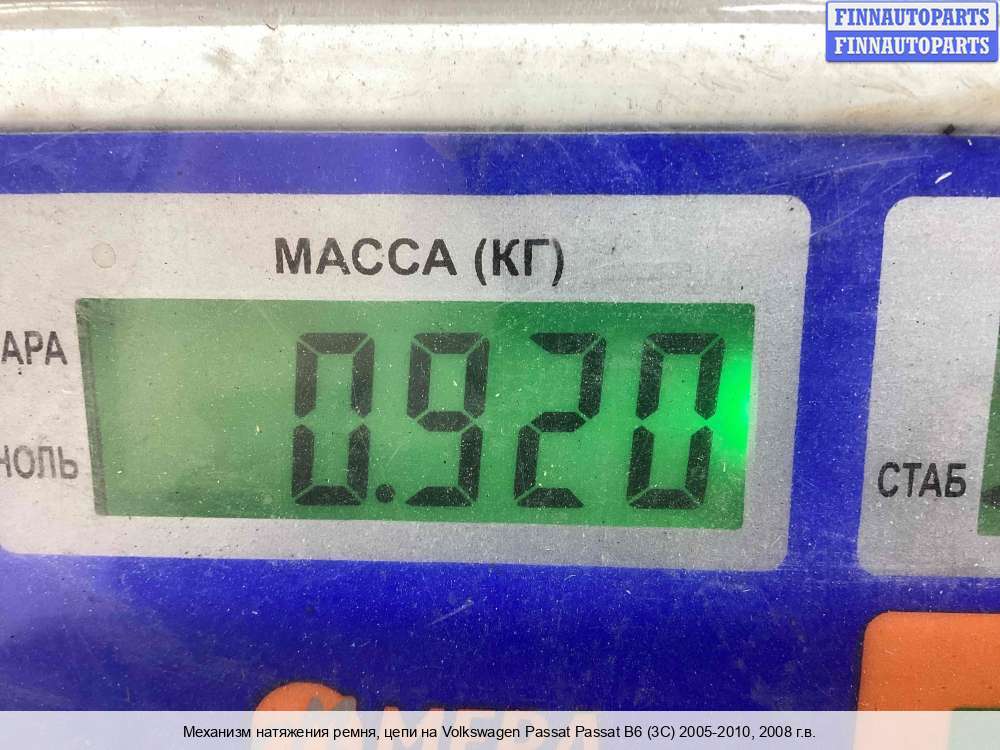 FINNAUTOPARTS
FINNAUTOPARTS
МАССА (КГ)
АРА
0.920
НОЛЬ
СТАБ
МЕРА
Механизм натяжения ремня, цепи на Volkswagen Passat Passat B6 (3C) 2005-2010, 2008 г.в.